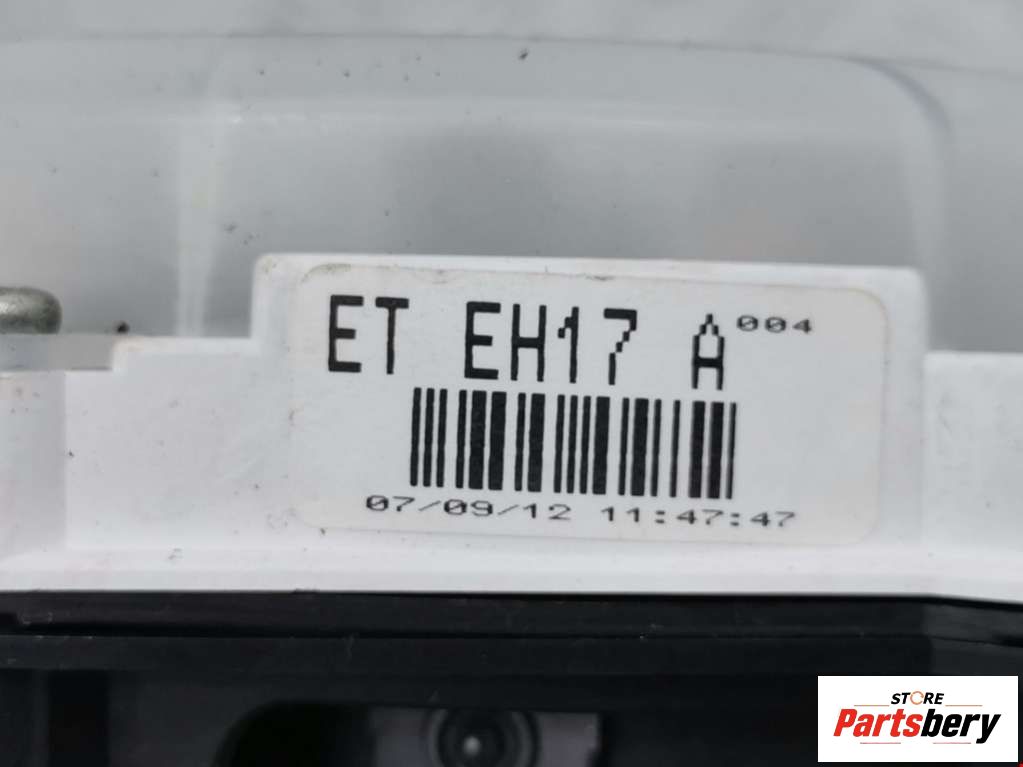 ET EH17 A 004
07/09/12 11:47:47
STORE
Partsbery